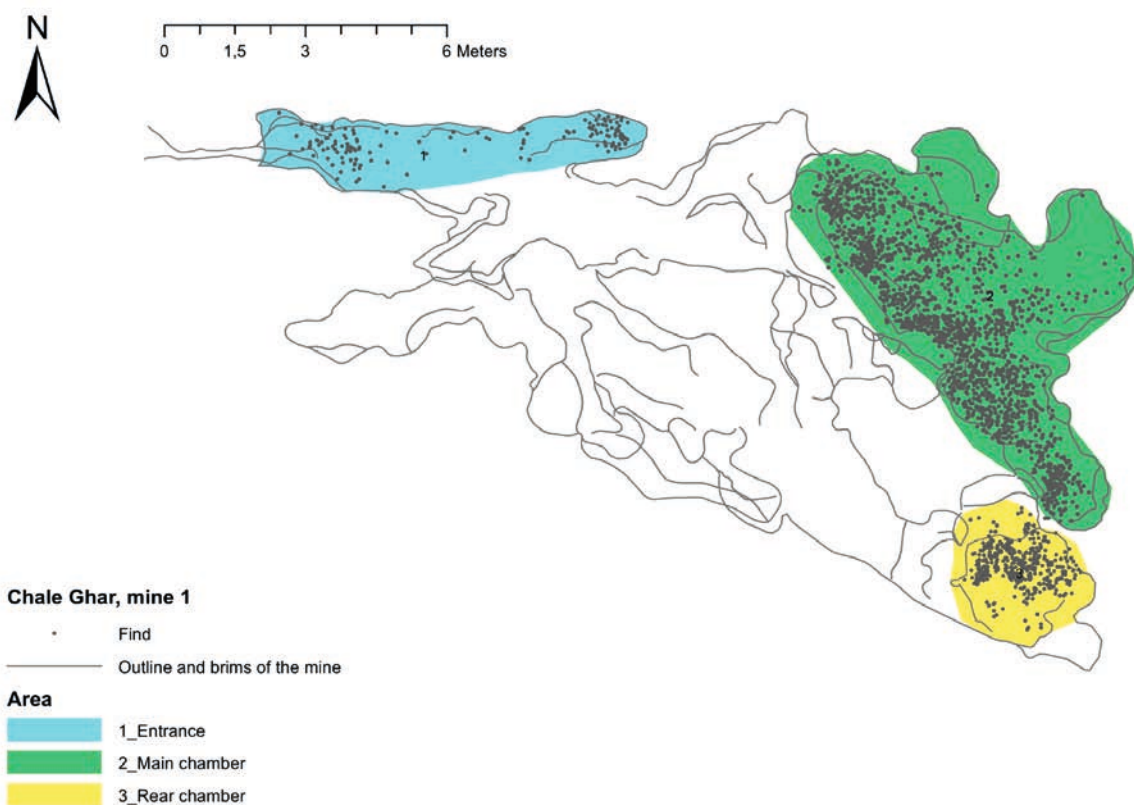 N
0 1,5 3 6 Meters
1
2
3
Chale Ghar, mine 1
Find
Outline and brims of the mine
Area
1_Entrance
2_Main chamber
3_Rear chamber